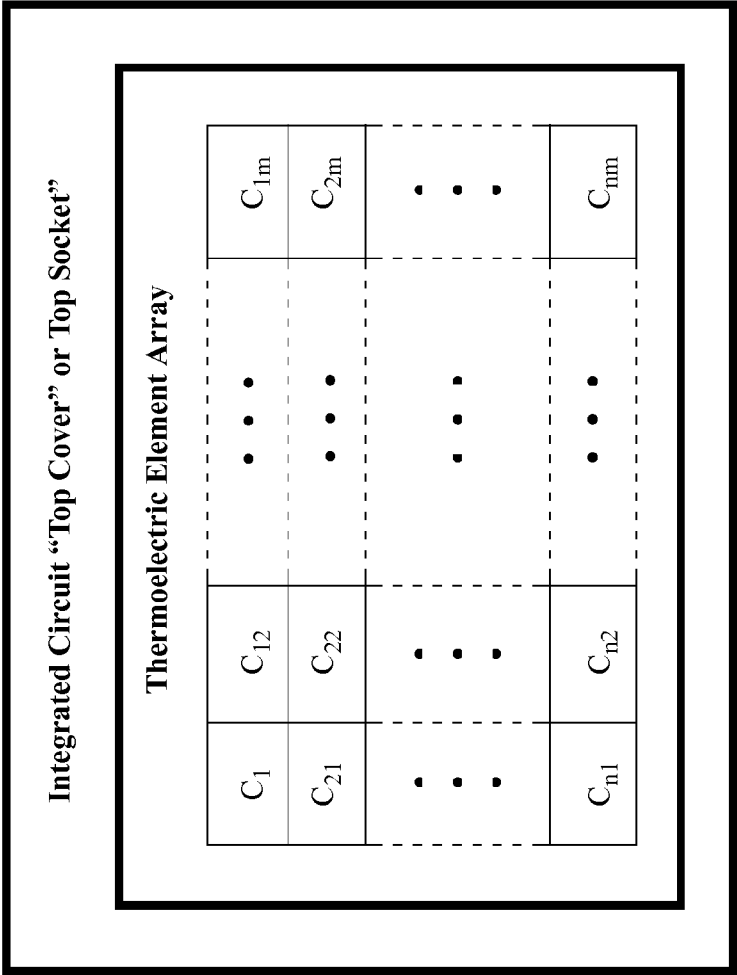 Integrated Circuit “Top Cover” or Top Socket”
Thermoelectric Element Array
C₁ C₁₂ • • • C₁ₘ
C₂₁ C₂₂ • • • C₂ₘ
• • • • • • • • • • • •
Cₙ₁ Cₙ₂ • • • Cₙₘ